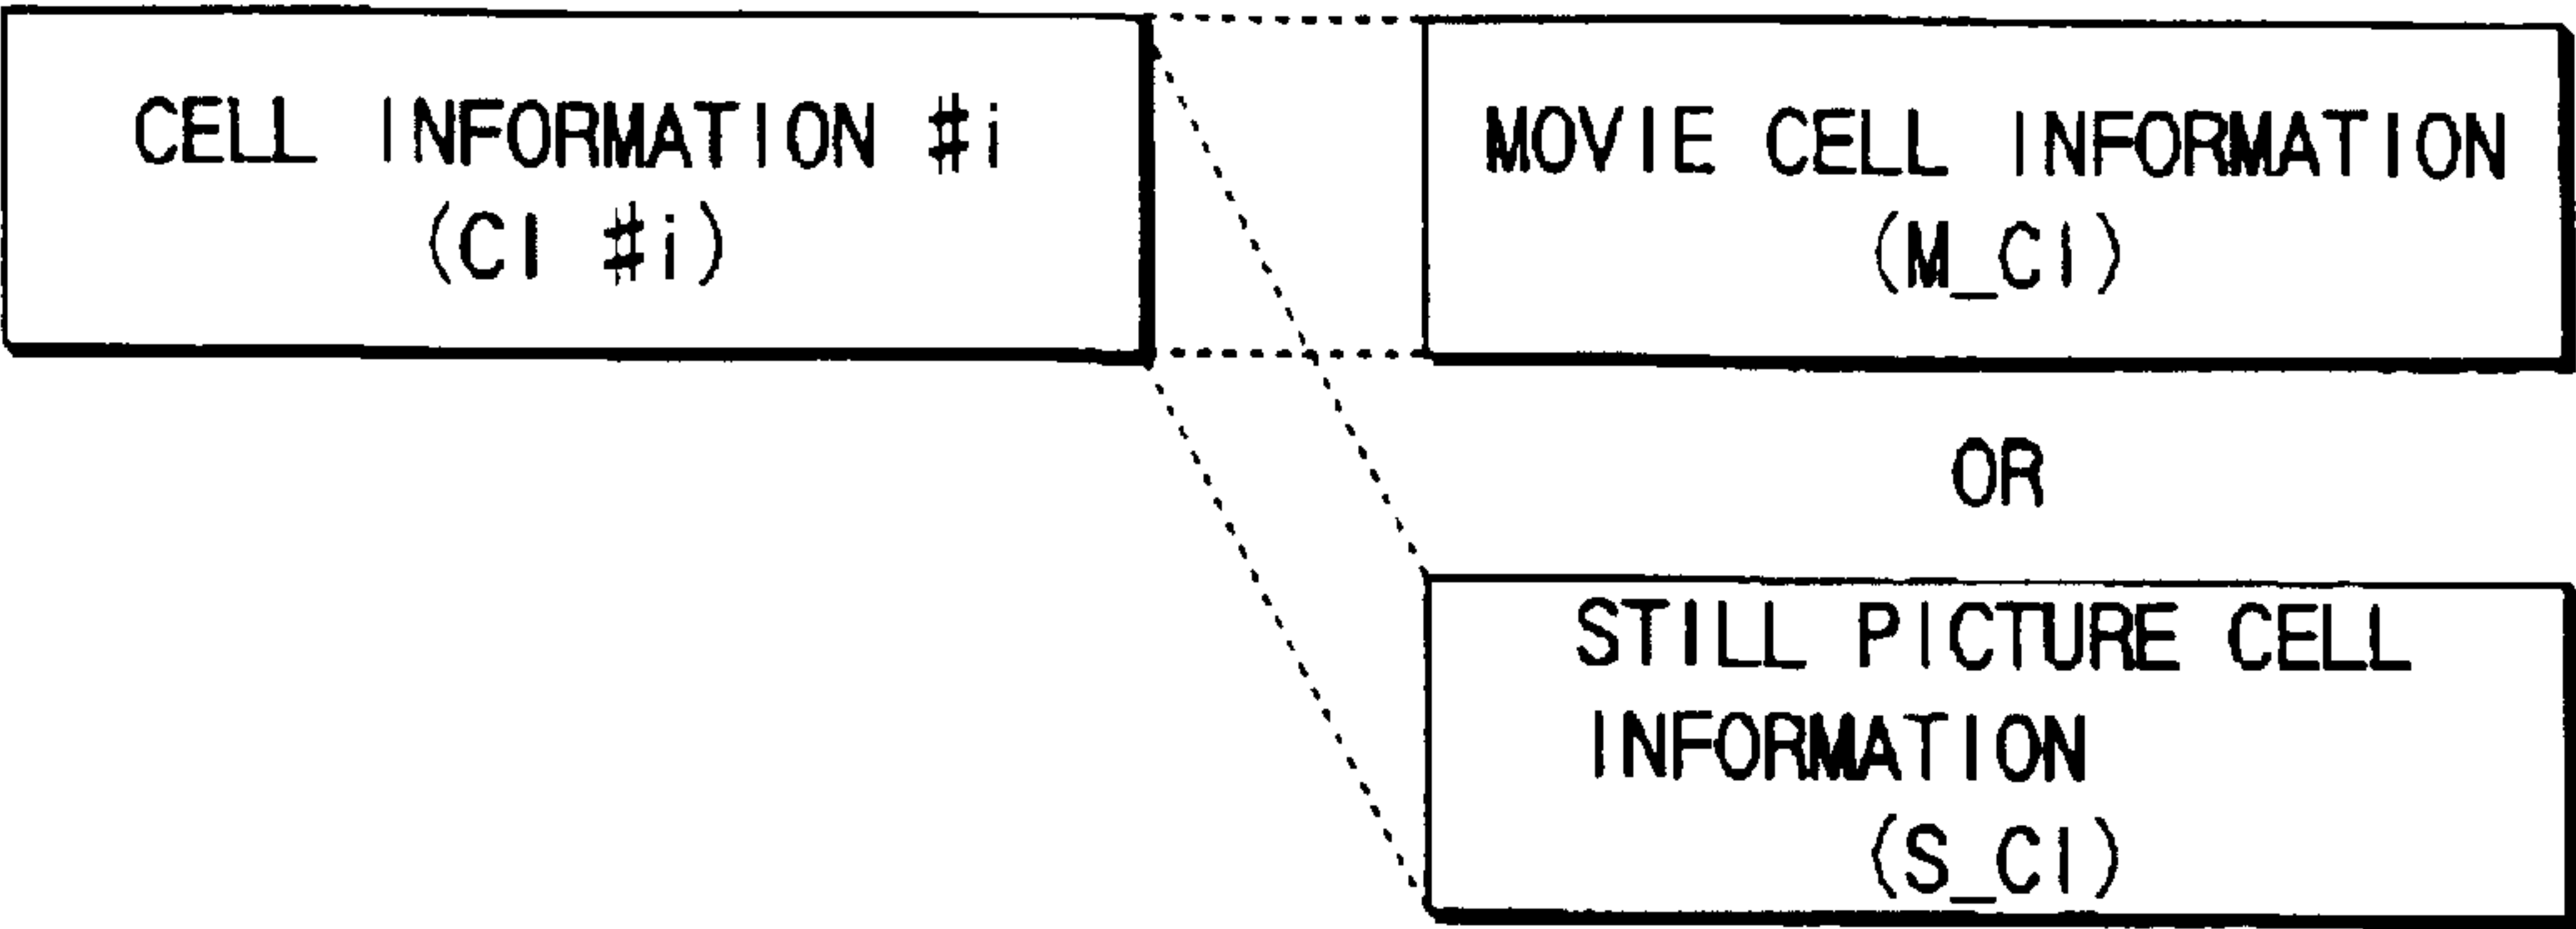 CELL INFORMATION #i
(CI #i)
MOVIE CELL INFORMATION
(M_CI)
OR
STILL PICTURE CELL
INFORMATION
(S_CI)